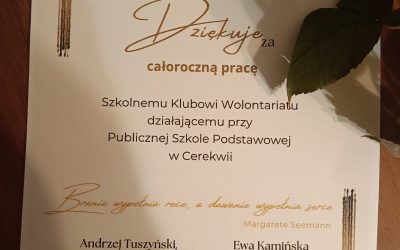 Dziękuję za
całoroczną pracę
Szkolnemu Klubowi Wolontariatu
działającemu przy
Publicznej Szkole Podstawowej
w Cerekwii
Branie wypełnia ręce, a dawanie wypełnia serce
Margarete Seemann
Andrzej Tuszyński, Ewa Kamińska